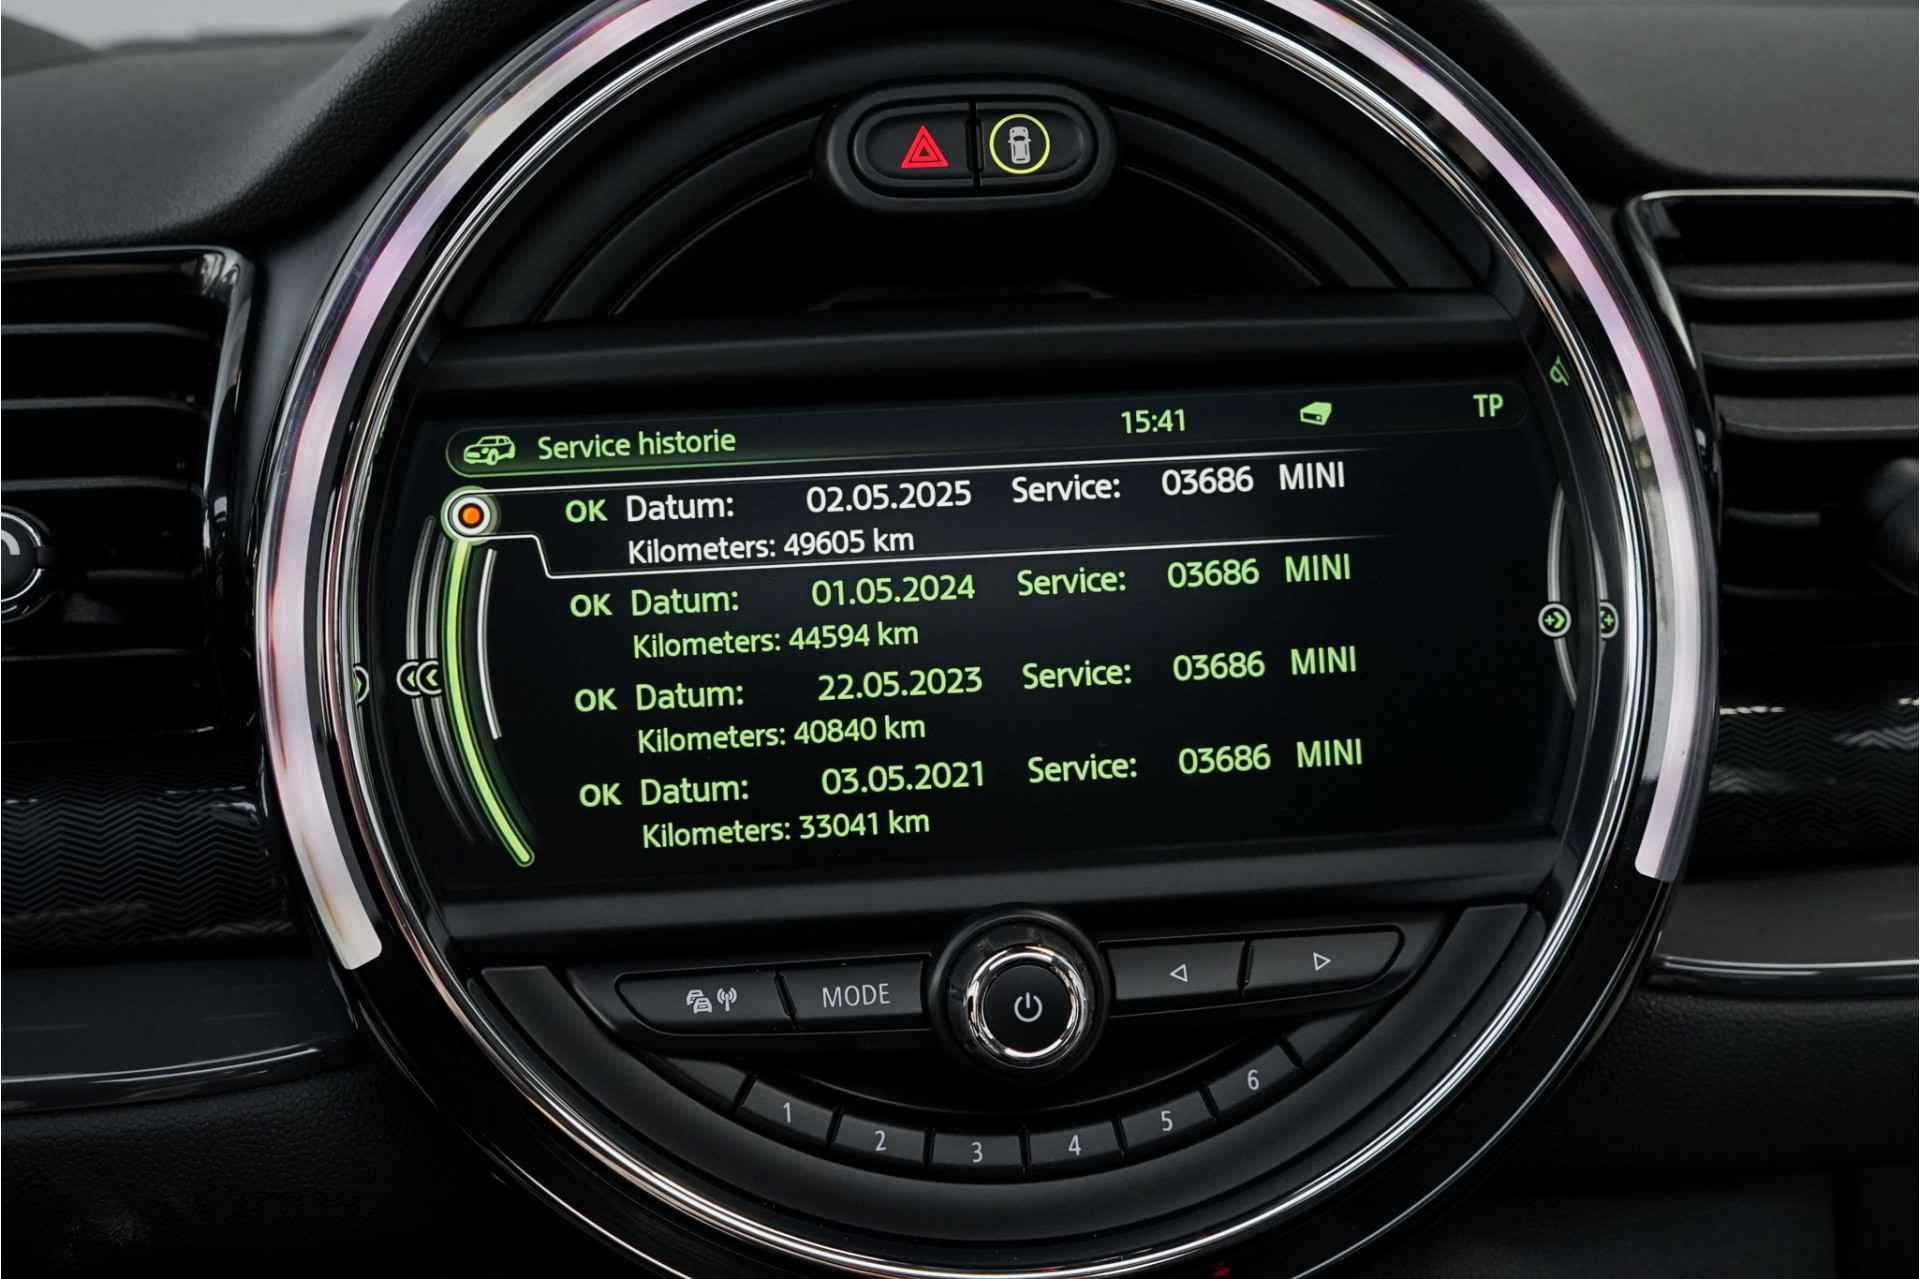 Service historie 15:41 TP
OK Datum: 02.05.2025 Service: 03686 MINI
Kilometers: 49605 km
OK Datum: 01.05.2024 Service: 03686 MINI
Kilometers: 44594 km
OK Datum: 22.05.2023 Service: 03686 MINI
Kilometers: 40840 km
OK Datum: 03.05.2021 Service: 03686 MINI
Kilometers: 33041 km
MODE
1 2 3 4 5 6